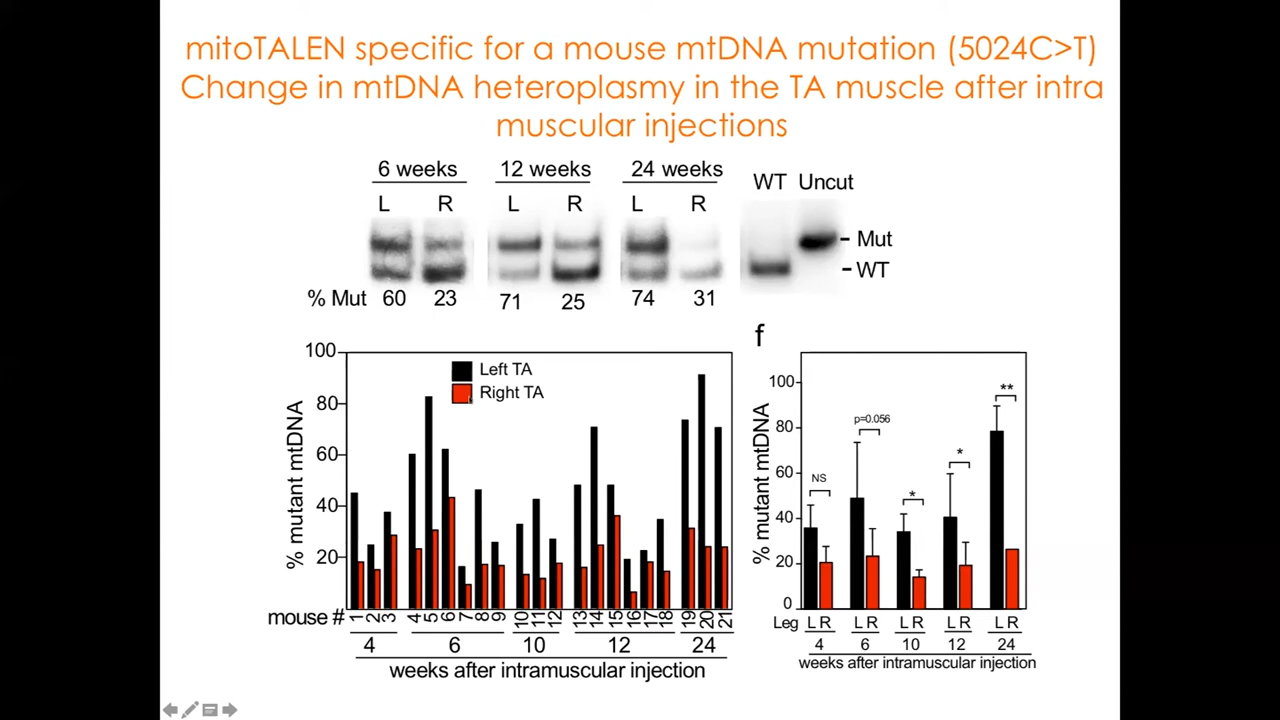 mitoTALEN specific for a mouse mtDNA mutation (5024C>T)
Change in mtDNA heteroplasmy in the TA muscle after intra
muscular injections
6 weeks 12 weeks 24 weeks
WT Uncut
L R L R L R
Mut
WT
% Mut 60 23 71 25 74 31
f
100
80
60
40
20
% mutant mtDNA
Left TA
Right TA
mouse # 1 2 3 4 5 6 7 8 9 10 11 12 13 14 15 16 17 18 19 20 21
4 6 10 12 24
weeks after intramuscular injection
100
80
60
40
20
0
% mutant mtDNA
NS
p=0.056
*
*
**
Leg L R L R L R L R L R
4 6 10 12 24
weeks after intramuscular injection